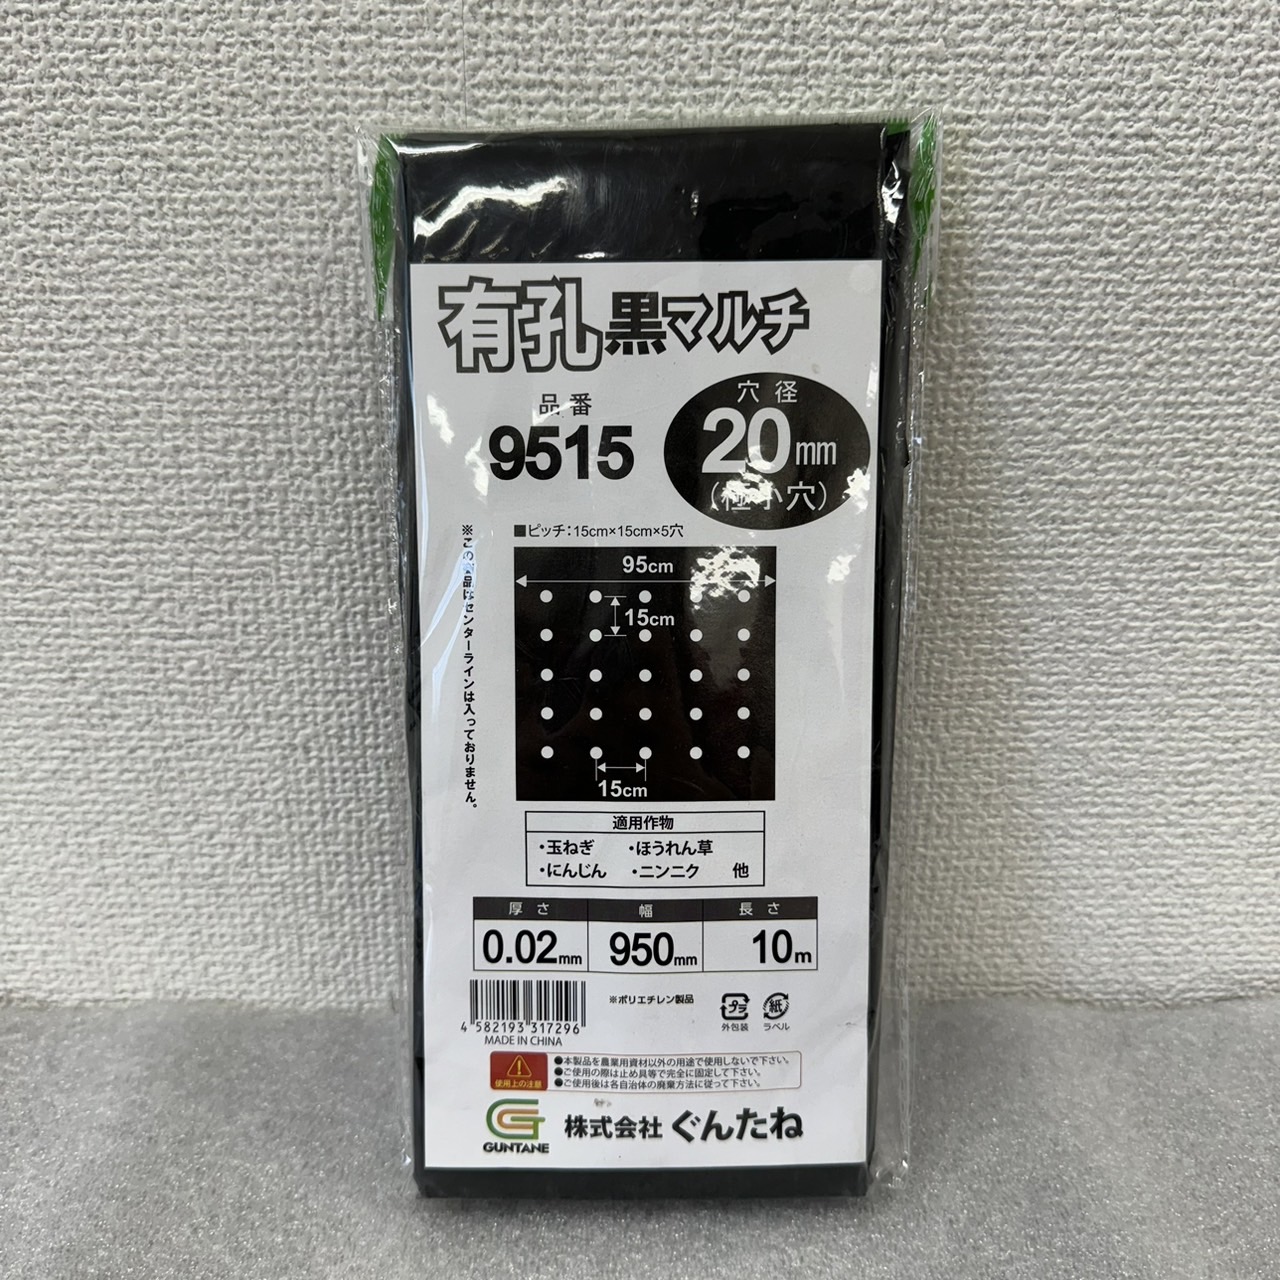 有孔黒マルチ
品番
9515
穴径
20mm
(極小穴)
■ピッチ:15cm×15cm×5穴
※この商品はセンターラインは入っておりません。
95cm
15cm
15cm
適用作物
・玉ねぎ ・ほうれん草
・にんじん ・ニンニク 他
厚さ 幅 長さ
0.02mm 950mm 10m
4 582193 317296
MADE IN CHINA
※ポリエチレン製品
プラ
外包装
紙
ラベル
使用上の注意
●本製品を農業用資材以外の用途で使用しないで下さい。
●ご使用の際は止め具等で完全に固定して下さい。
●ご使用後は各自治体の廃棄方法に従って下さい。
GUNTANE
株式会社 ぐんたね